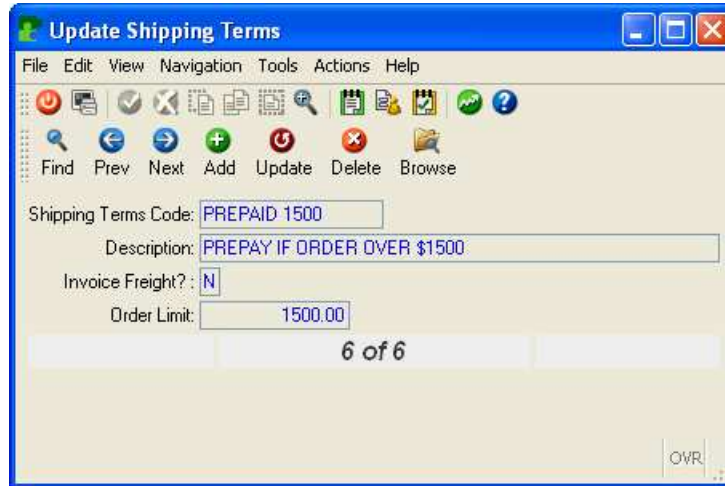 Update Shipping Terms
File Edit View Navigation Tools Actions Help
Find Prev Next Add Update Delete Browse
Shipping Terms Code: PREPAID 1500
Description: PREPAY IF ORDER OVER $1500
Invoice Freight? : N
Order Limit: 1500.00
6 of 6
OVR